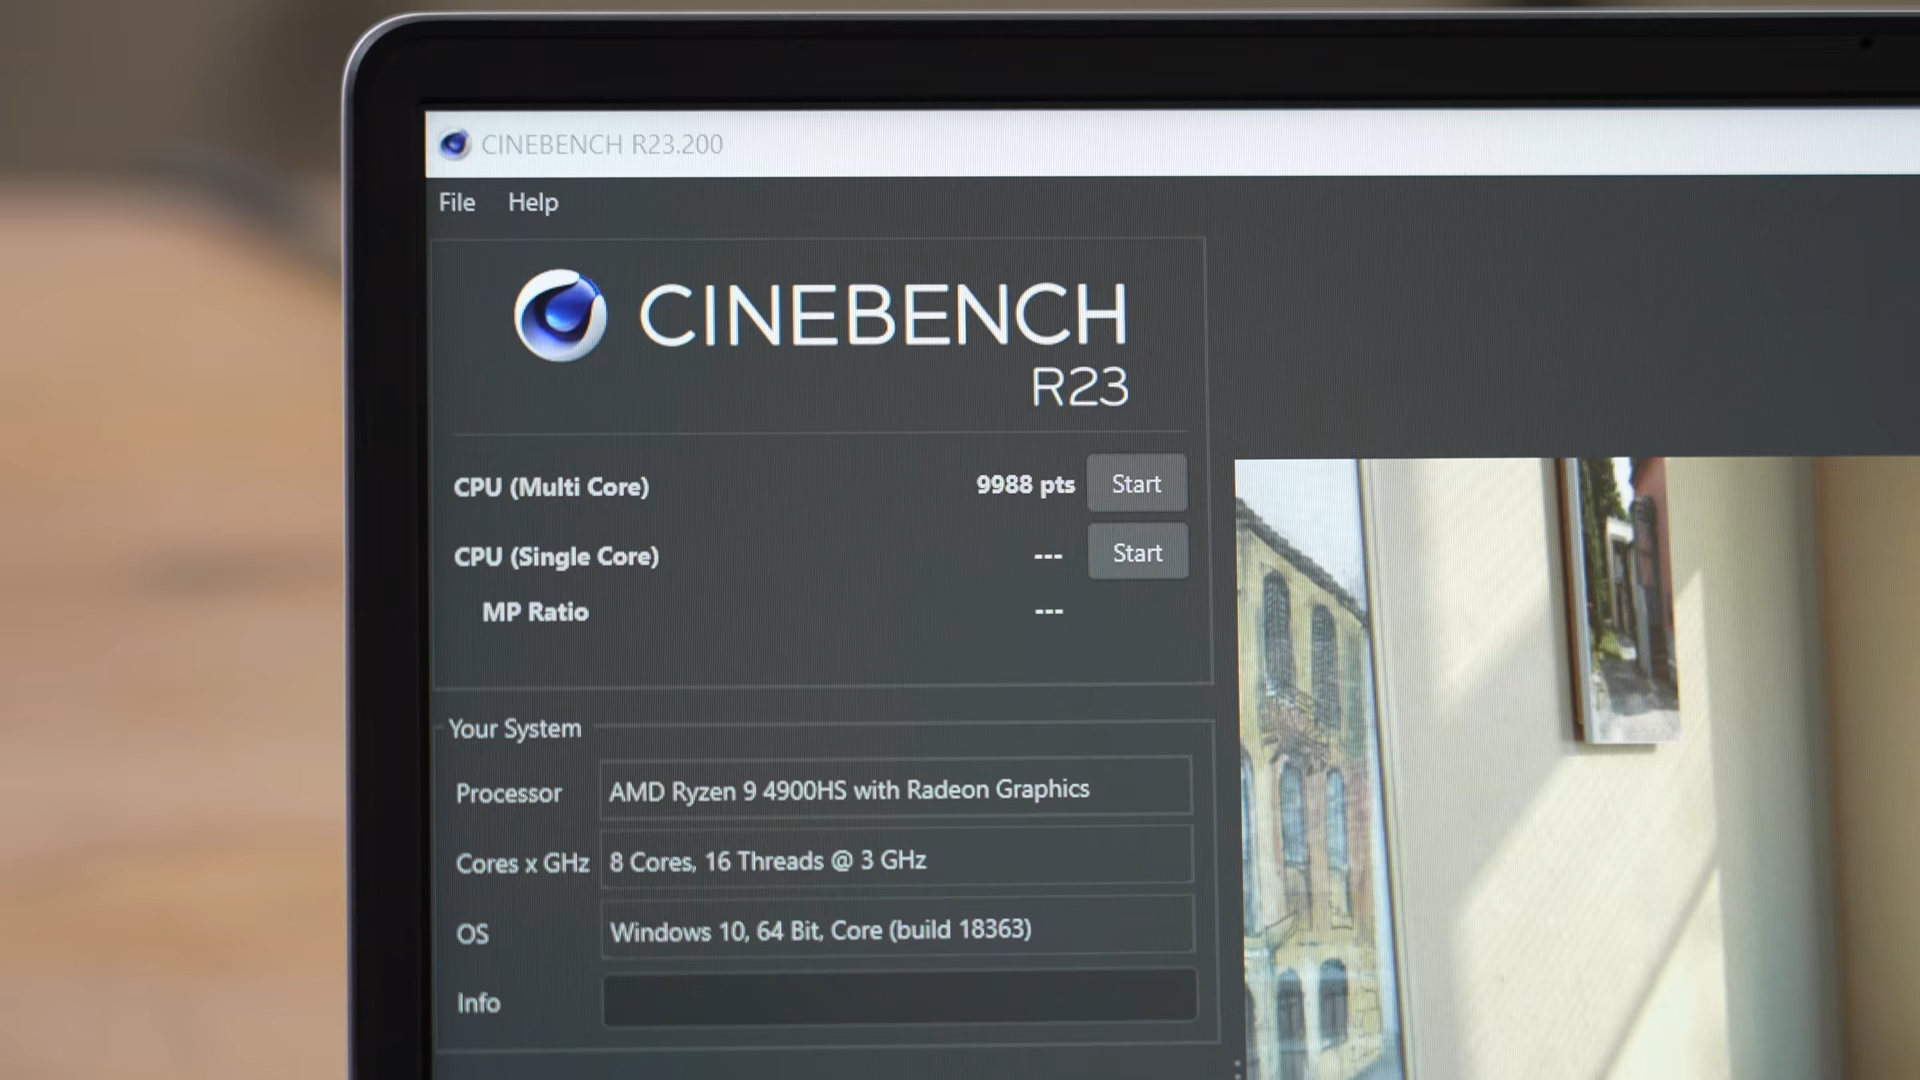 CINEBENCH R23.200
File Help
CINEBENCH
R23
CPU (Multi Core) 9988 pts Start
CPU (Single Core) --- Start
MP Ratio ---
Your System
Processor AMD Ryzen 9 4900HS with Radeon Graphics
Cores x GHz 8 Cores, 16 Threads @ 3 GHz
OS Windows 10, 64 Bit, Core (build 18363)
Info